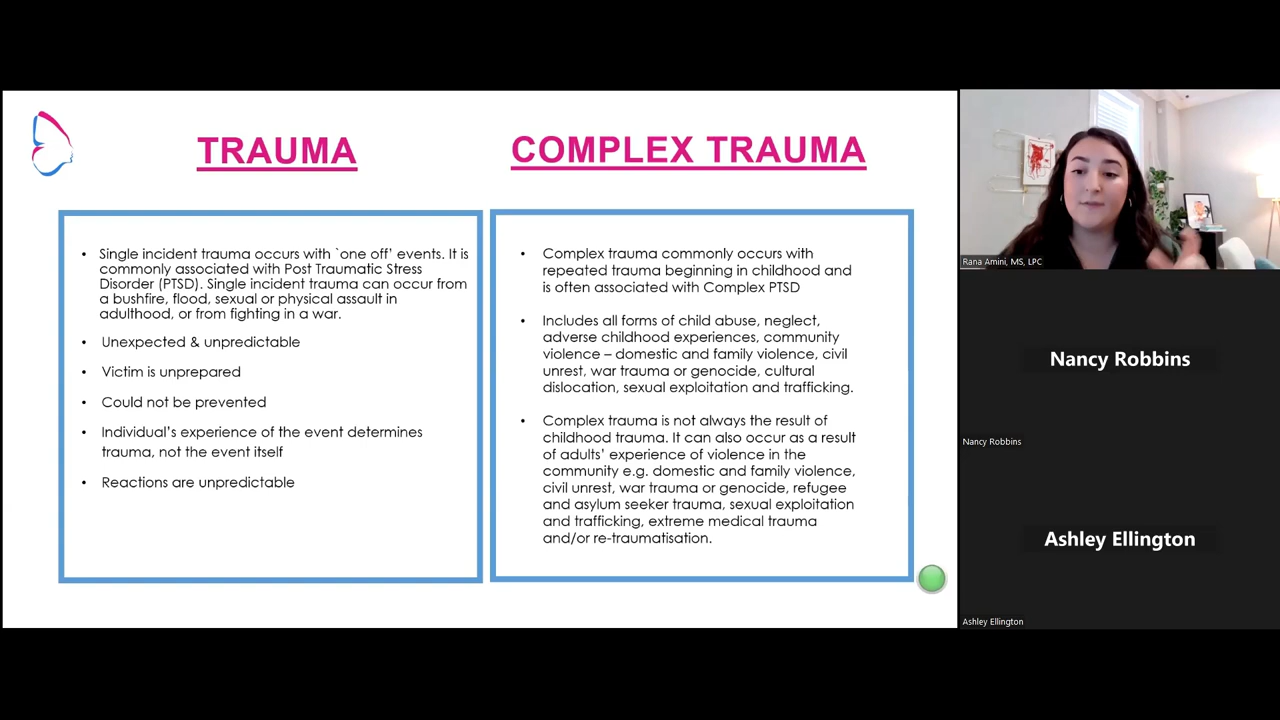 TRAUMA
• Single incident trauma occurs with `one off' events. It is
commonly associated with Post Traumatic Stress
Disorder (PTSD). Single incident trauma can occur from
a bushfire, flood, sexual or physical assault in
adulthood, or from fighting in a war.
• Unexpected & unpredictable
• Victim is unprepared
• Could not be prevented
• Individual's experience of the event determines
trauma, not the event itself
• Reactions are unpredictable
COMPLEX TRAUMA
• Complex trauma commonly occurs with
repeated trauma beginning in childhood and
is often associated with Complex PTSD
• Includes all forms of child abuse, neglect,
adverse childhood experiences, community
violence – domestic and family violence, civil
unrest, war trauma or genocide, cultural
dislocation, sexual exploitation and trafficking.
• Complex trauma is not always the result of
childhood trauma. It can also occur as a result
of adults' experience of violence in the
community e.g. domestic and family violence,
civil unrest, war trauma or genocide, refugee
and asylum seeker trauma, sexual exploitation
and trafficking, extreme medical trauma
and/or re-traumatisation.
Rana Amini, MS, LPC
Nancy Robbins
Nancy Robbins
Ashley Ellington
Ashley Ellington